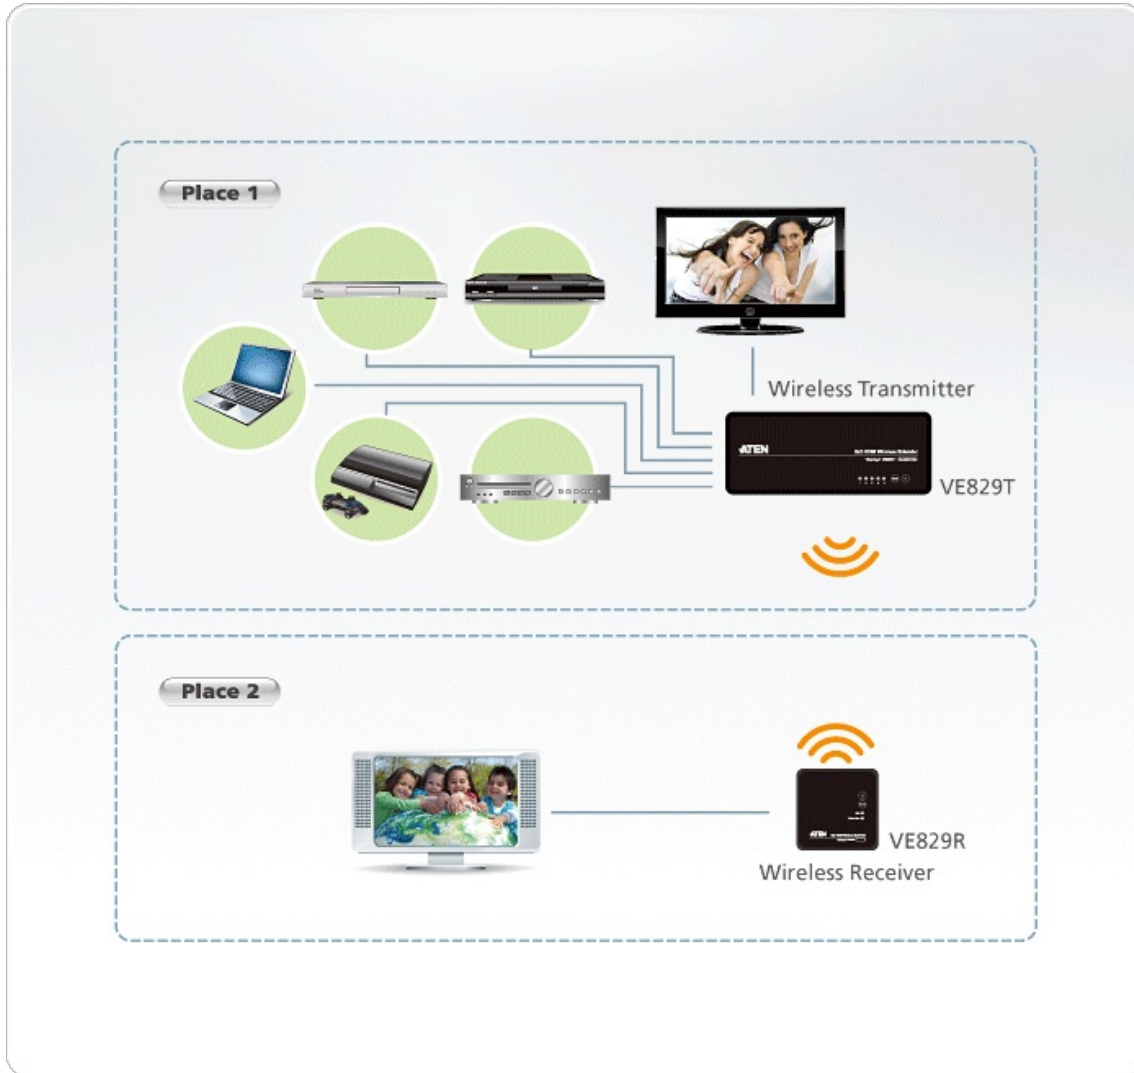 Place 1
Wireless Transmitter
ATEN
VE829T
Place 2
ATEN
VE829R
Wireless Receiver